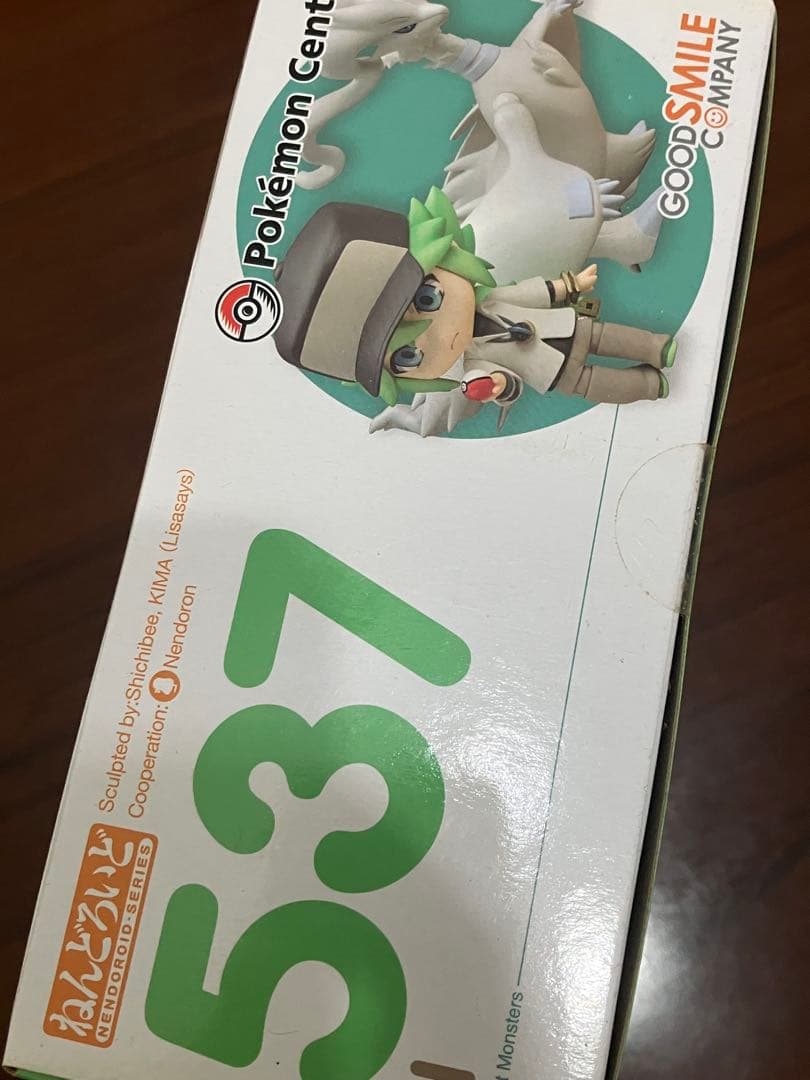 Pokémon Cent
GOOD SMILE
COMPANY
ねんどろいど
NENDOROID-SERIES
Sculpted by:Shichibee, KIMA (Lisasays)
Cooperation: Nendoron
537
t Monsters